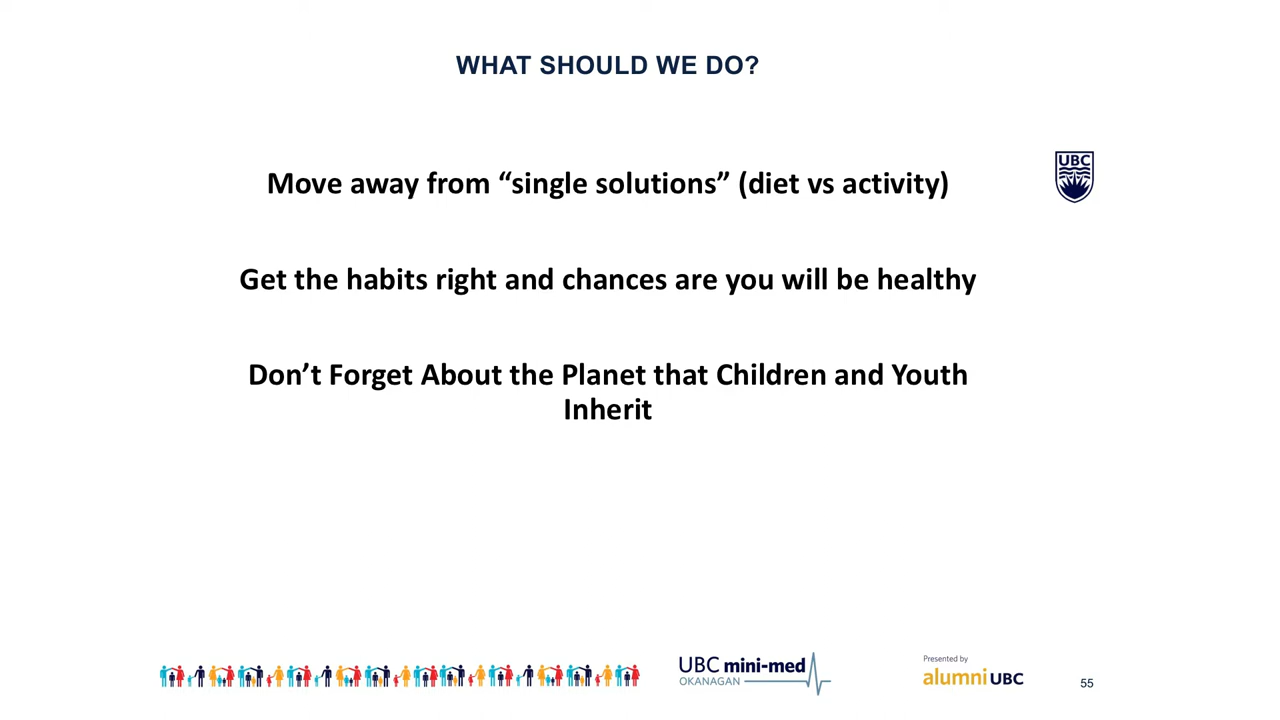 WHAT SHOULD WE DO?
Move away from “single solutions” (diet vs activity)
UBC
Get the habits right and chances are you will be healthy
Don’t Forget About the Planet that Children and Youth
Inherit
UBC mini-med
OKANAGAN
Presented by
alumni UBC
55